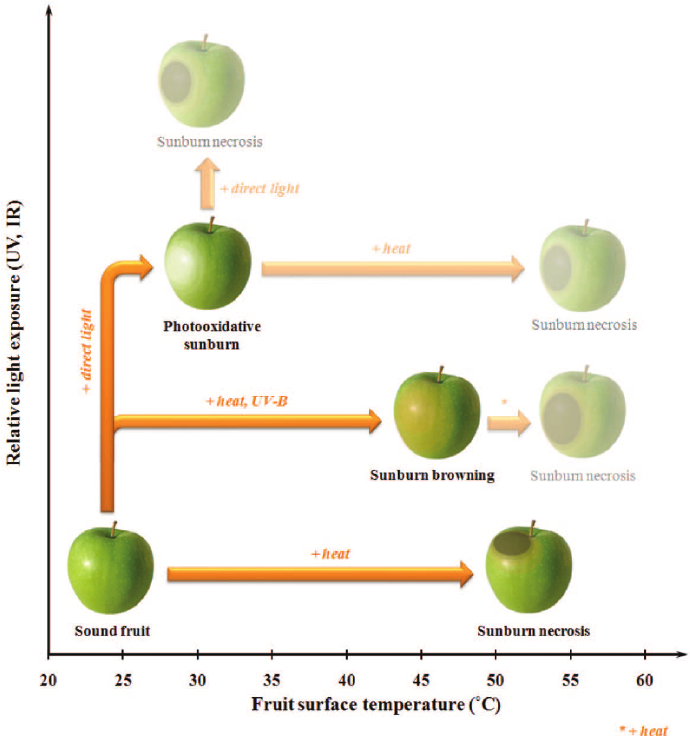 Sunburn necrosis
+ direct light
+ heat
Photooxidative
sunburn
Sunburn necrosis
+ direct light
+ heat, UV-B
*
Sunburn browning
Sunburn necrosis
+ heat
Sound fruit
Sunburn necrosis
Relative light exposure (UV, IR)
20 25 30 35 40 45 50 55 60
Fruit surface temperature (˚C)
* + heat